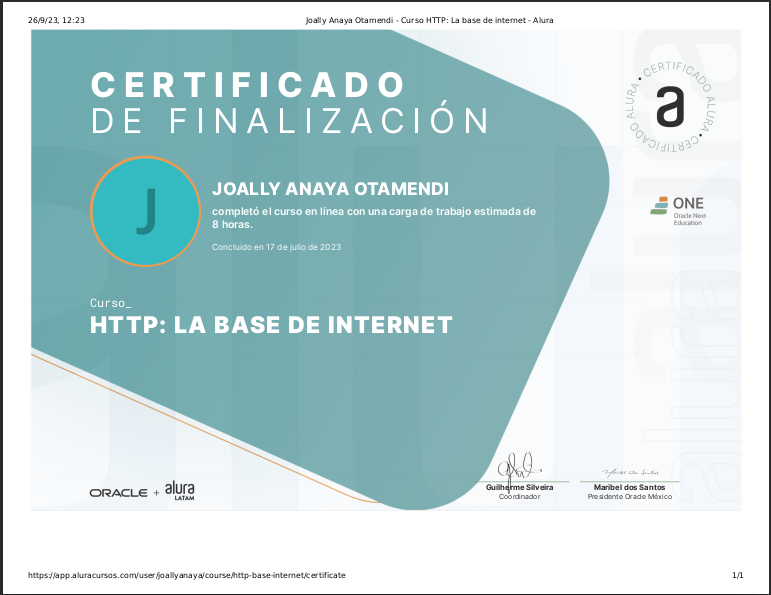 26/9/23, 12:23
Joally Anaya Otamendi - Curso HTTP: La base de internet - Alura
CERTIFICADO
DE FINALIZACIÓN
• CERTIFICADO ALURA • CERTIFICADO ALURA
a
J
JOALLY ANAYA OTAMENDI
completó el curso en línea con una carga de trabajo estimada de
8 horas.
Concluído en 17 de julio de 2023
ONE
Oracle Next
Education
Curso_
HTTP: LA BASE DE INTERNET
alura
ORACLE + alura
LATAM
Guilherme Silveira
Coordinador
Maribel dos Santos
Presidente Oracle México
https://app.aluracursos.com/user/joallyanaya/course/http-base-internet/certificate
1/1